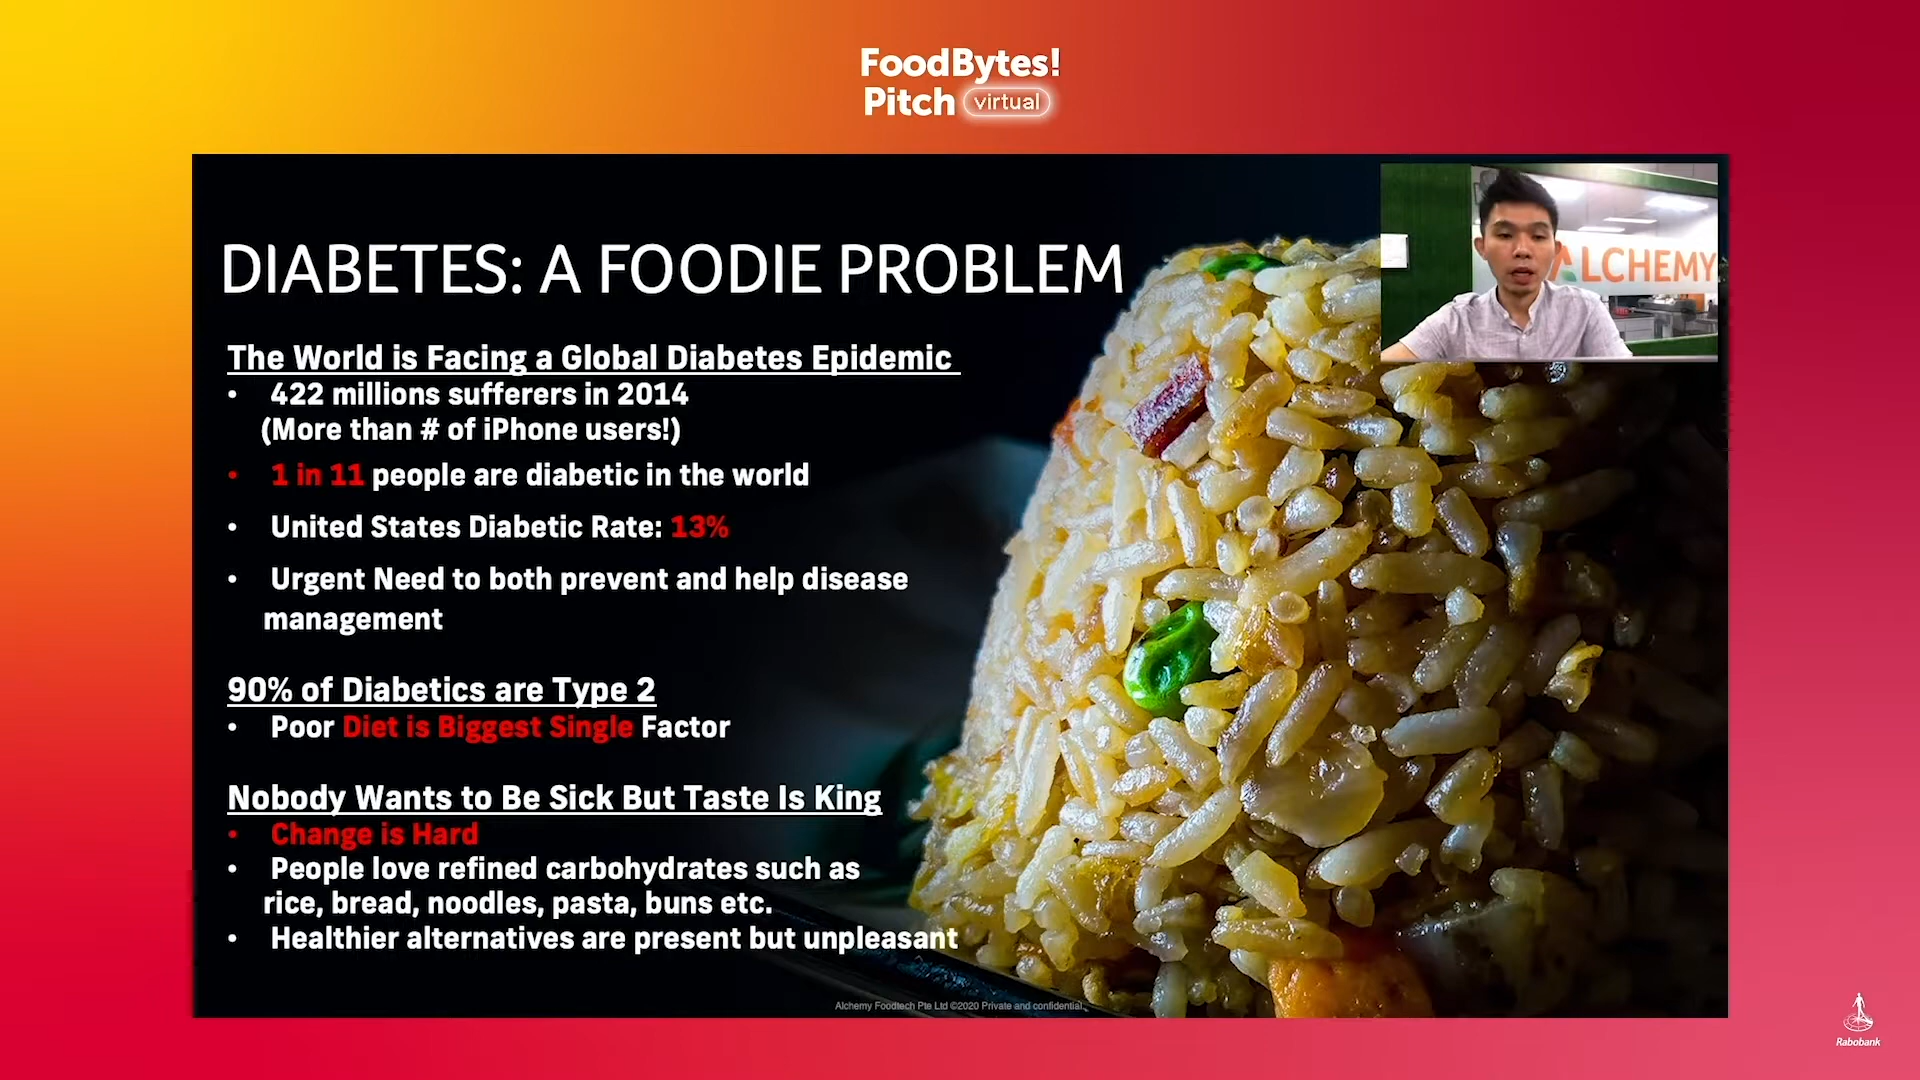 FoodBytes!
Pitch virtual
ALCHEMY
DIABETES: A FOODIE PROBLEM
The World is Facing a Global Diabetes Epidemic
• 422 millions sufferers in 2014
(More than # of iPhone users!)
• 1 in 11 people are diabetic in the world
• United States Diabetic Rate: 13%
• Urgent Need to both prevent and help disease
management
90% of Diabetics are Type 2
• Poor Diet is Biggest Single Factor
Nobody Wants to Be Sick But Taste Is King
• Change is Hard
• People love refined carbohydrates such as
rice, bread, noodles, pasta, buns etc.
• Healthier alternatives are present but unpleasant
Alchemy Foodtech Pte Ltd ©2020 Private and confidential.
Rabobank